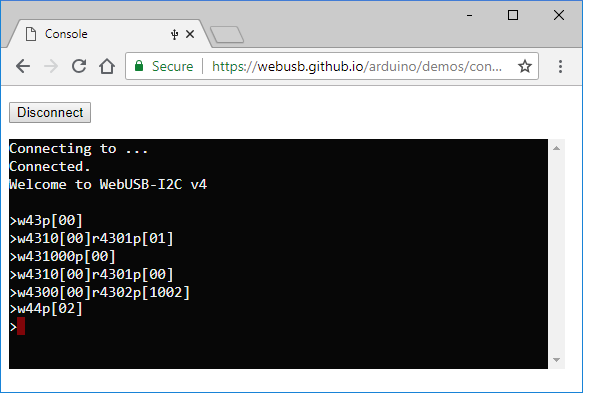 Console
Secure https://webusb.github.io/arduino/demos/con...
Disconnect
Connecting to ...
Connected.
Welcome to WebUSB-I2C v4
>w43p[00]
>w4310[00]r4301p[01]
>w431000p[00]
>w4310[00]r4301p[00]
>w4300[00]r4302p[1002]
>w44p[02]
>